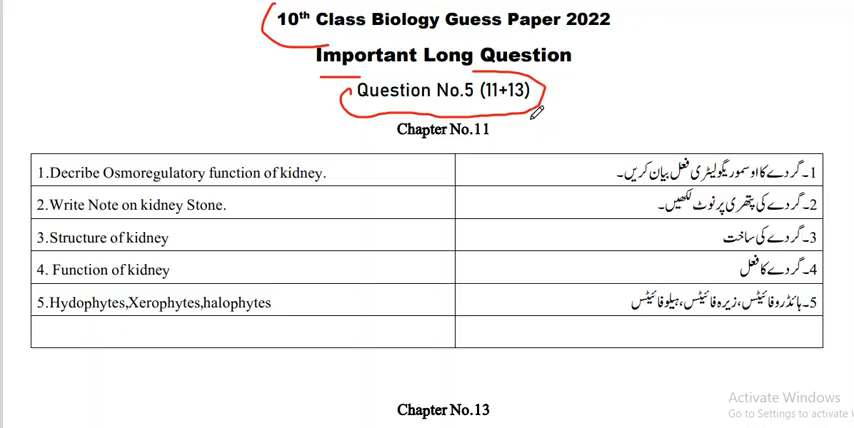 10th Class Biology Guess Paper 2022
Important Long Question
Question No.5 (11+13)
Chapter No.11
1.Decribe Osmoregulatory function of kidney.
1۔گردے کا اوسموریگولیٹری فعل بیان کریں۔
2.Write Note on kidney Stone.
2۔گردے کی پتھری پر نوٹ لکھیں۔
3.Structure of kidney
3۔گردے کی ساخت
4. Function of kidney
4۔گردے کا فعل
5.Hydophytes,Xerophytes,halophytes
5۔ہائڈروفائیٹس،زیرہ فائیٹس،ہیلوفائیٹس
Chapter No.13
Activate Windows
Go to Settings to activate